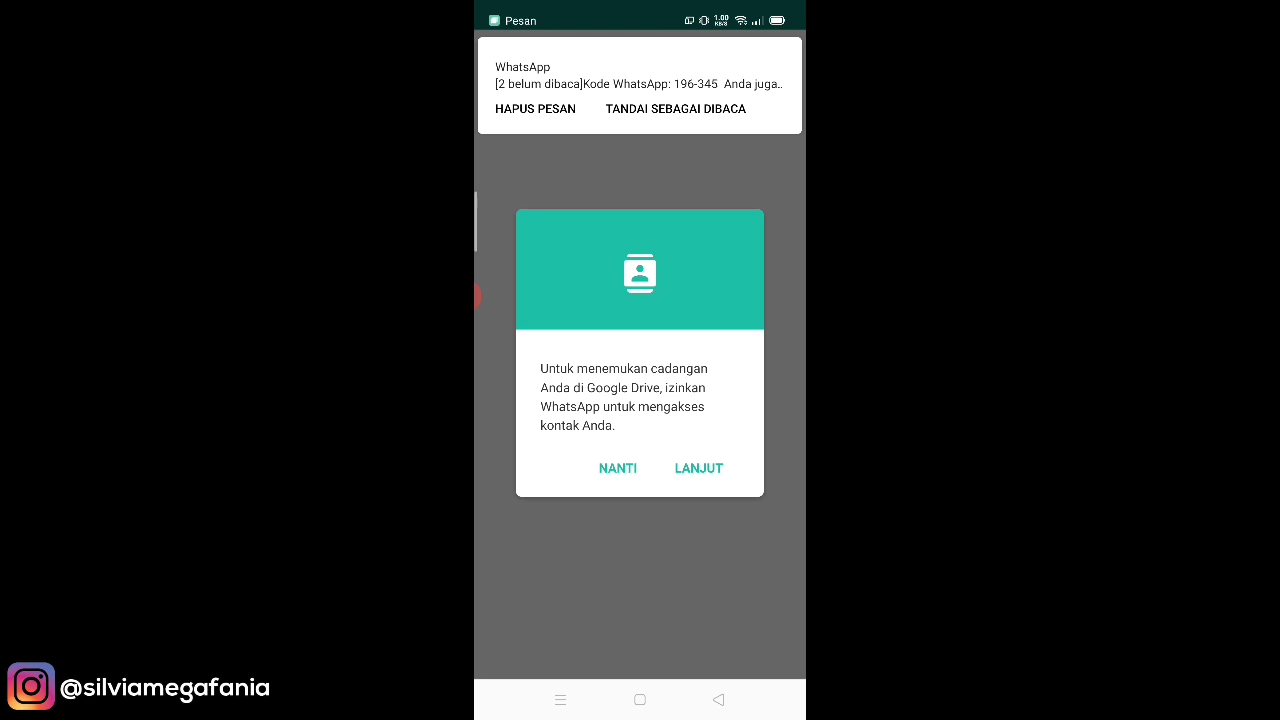 Pesan
1.00
KB/S
WhatsApp
[2 belum dibaca]Kode WhatsApp: 196-345 Anda juga..
HAPUS PESAN TANDAI SEBAGAI DIBACA
Untuk menemukan cadangan
Anda di Google Drive, izinkan
WhatsApp untuk mengakses
kontak Anda.
NANTI LANJUT
@silviamegafania